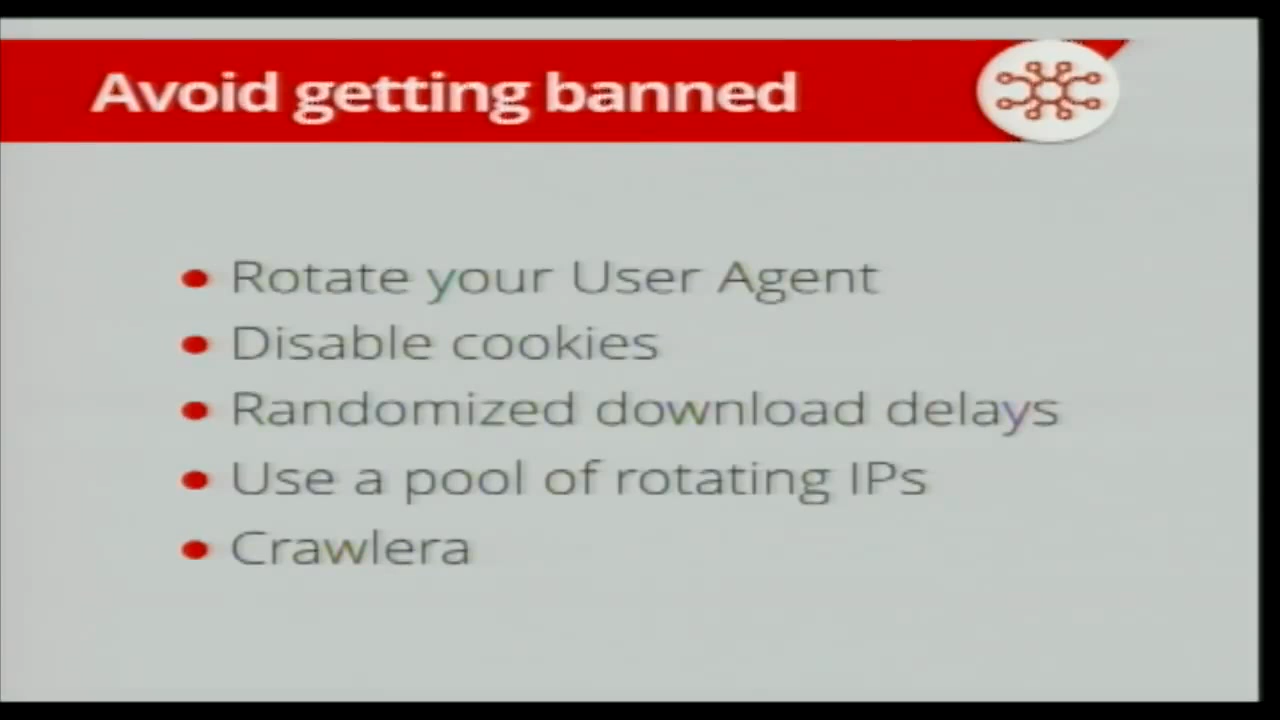 Avoid getting banned
Rotate your User Agent
Disable cookies
Randomized download delays
Use a pool of rotating IPs
Crawlera